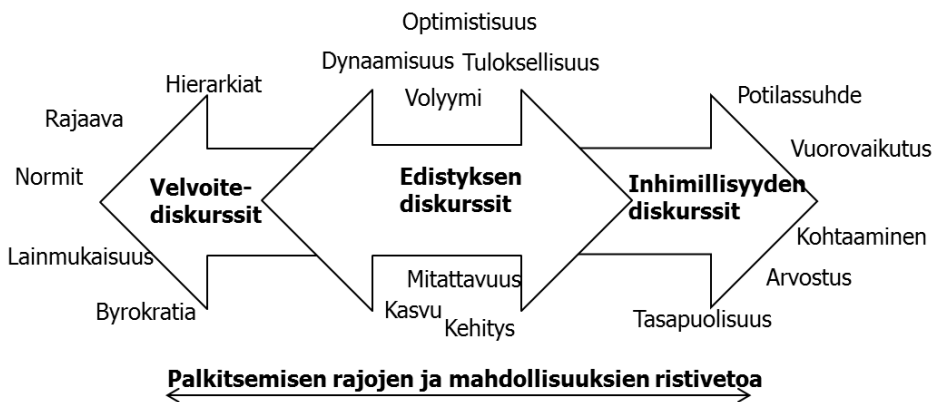 Optimistisuus
Dynaamisuus Tuloksellisuus
Hierarkiat
Volyymi
Potilassuhde
Rajaava
Vuorovaikutus
Normit
Velvoite-
diskurssit
Edistyksen
diskurssit
Inhimillisyyden
diskurssit
Kohtaaminen
Lainmukaisuus
Mitattavuus
Arvostus
Byrokratia
Kasvu
Kehitys
Tasapuolisuus
Palkitsemisen rajojen ja mahdollisuuksien ristivetoa